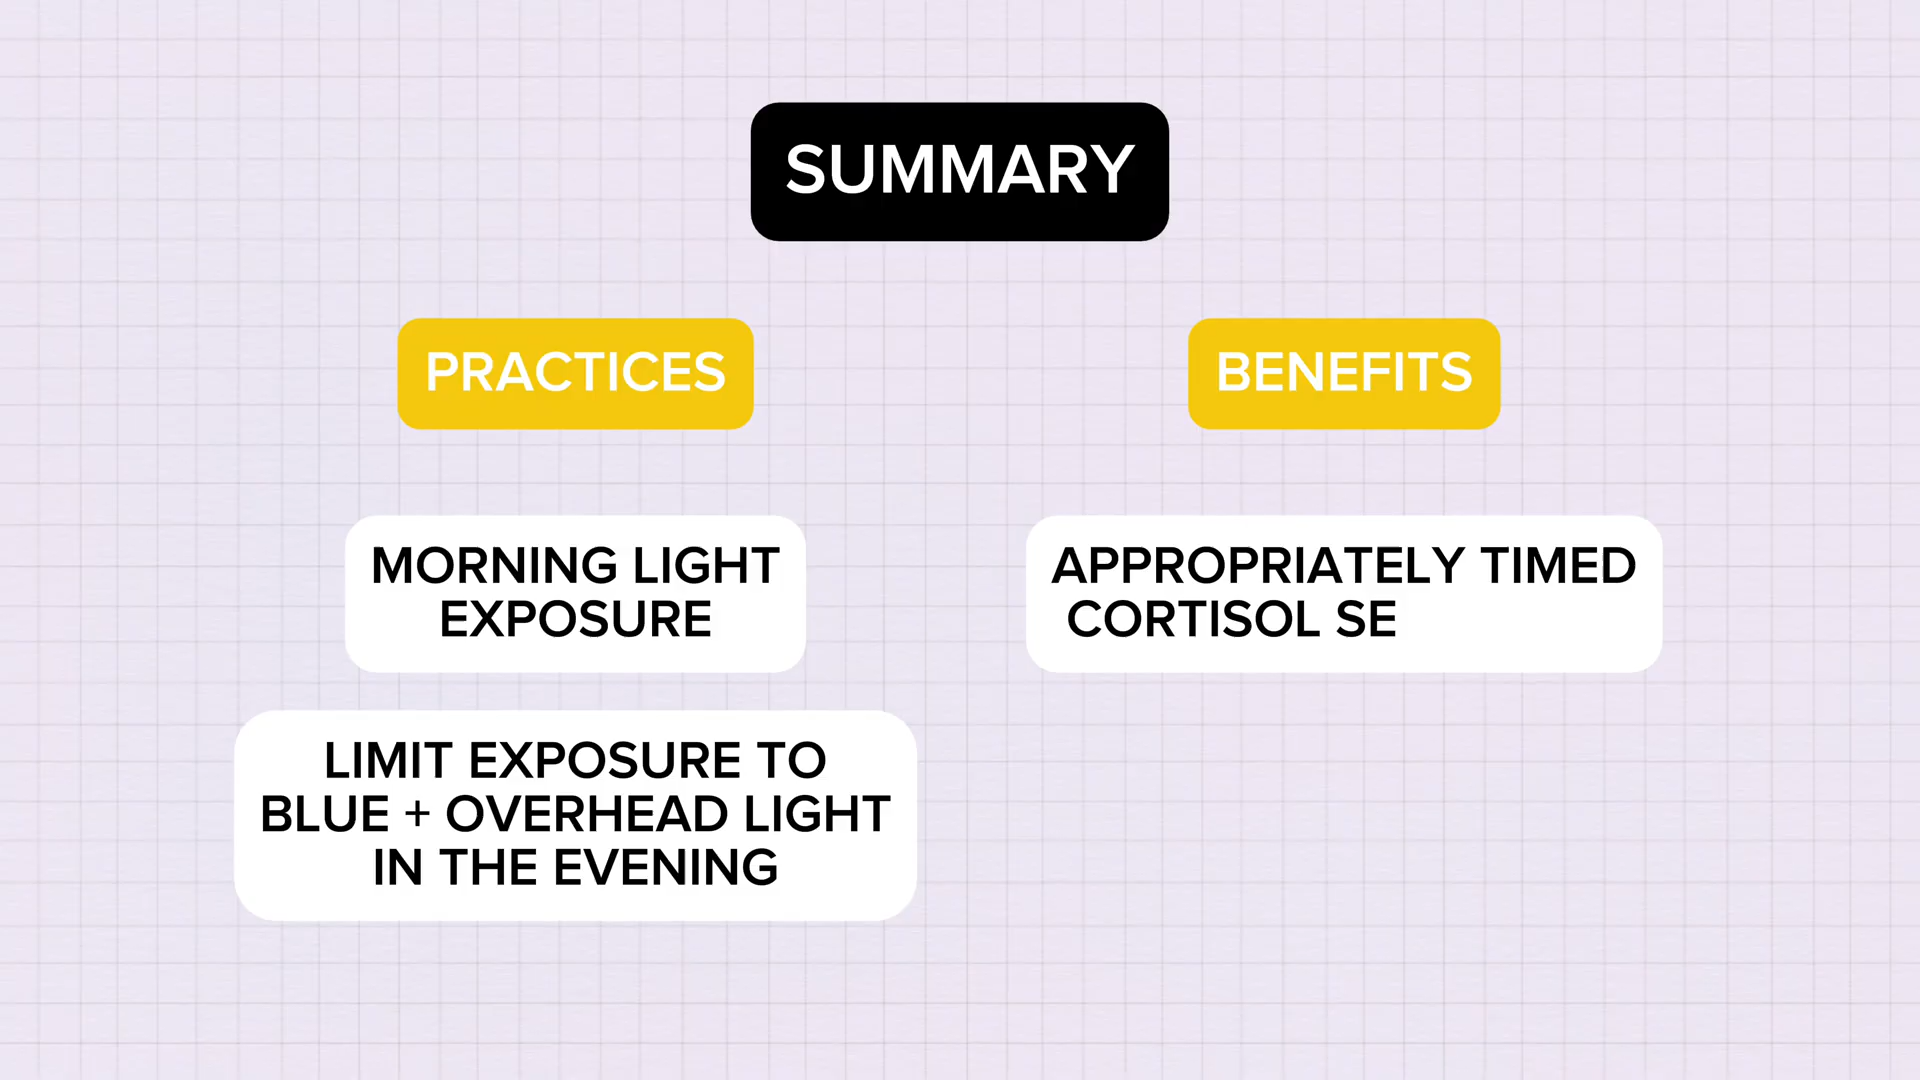 SUMMARY
PRACTICES
MORNING LIGHT
EXPOSURE
LIMIT EXPOSURE TO
BLUE + OVERHEAD LIGHT
IN THE EVENING
BENEFITS
APPROPRIATELY TIMED
CORTISOL SE